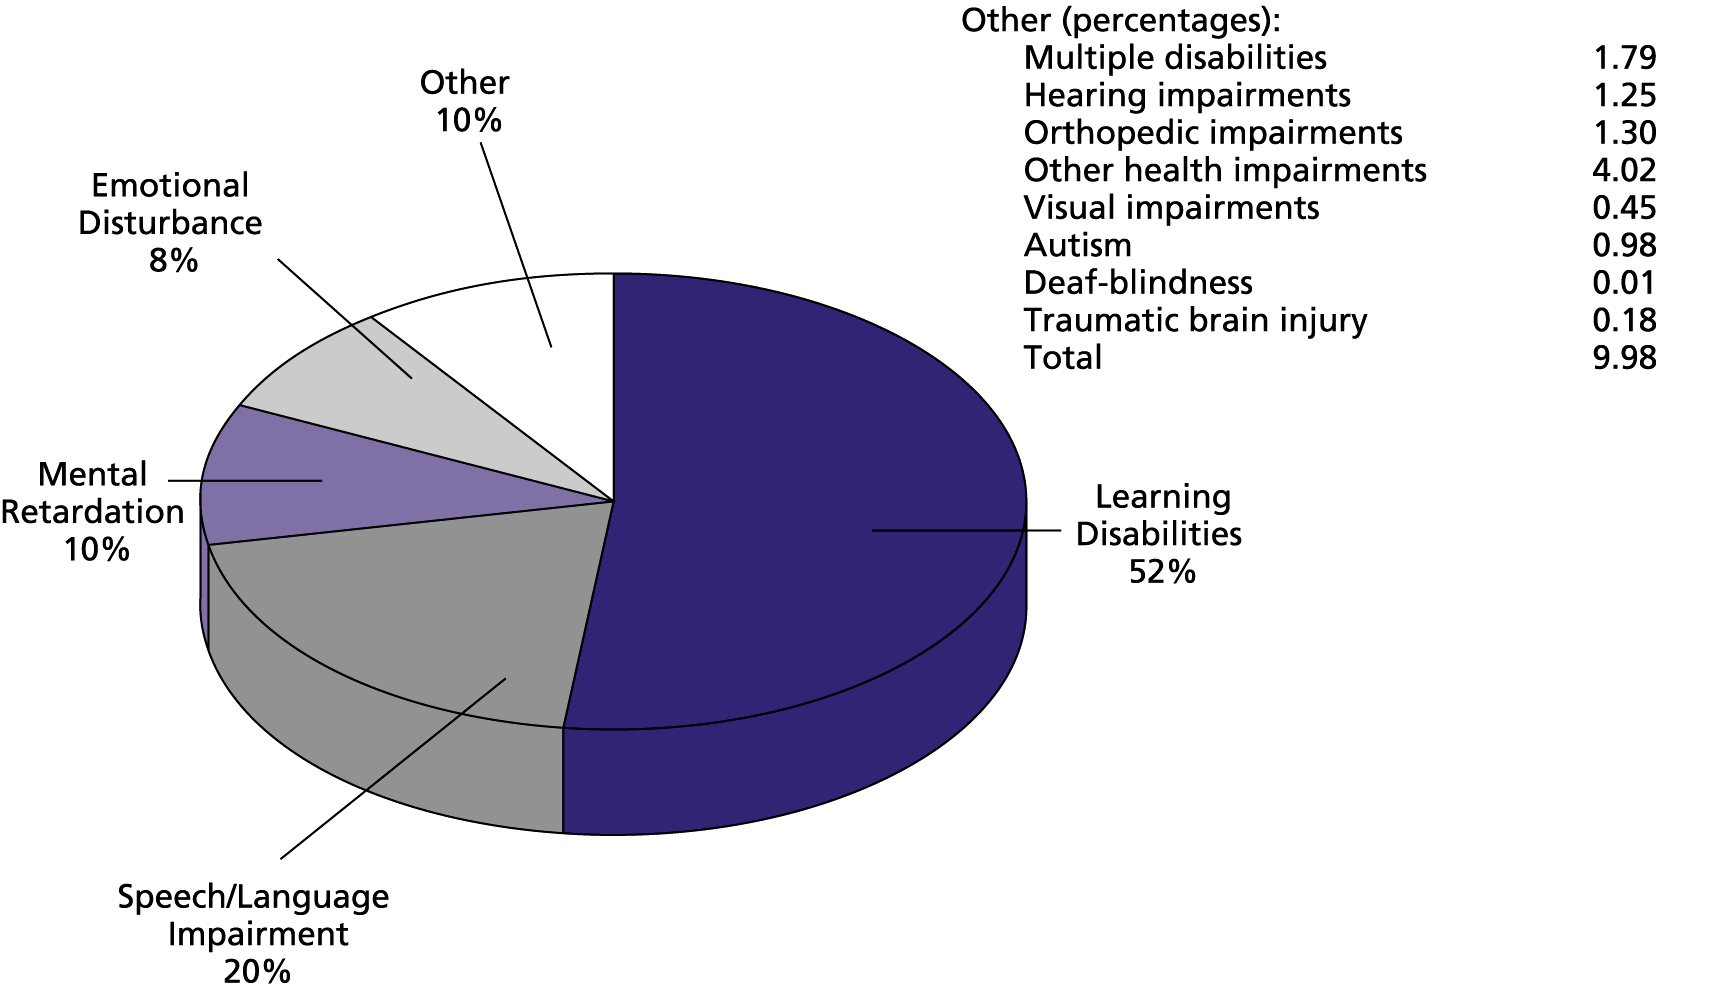 Other (percentages):
Multiple disabilities 1.79
Hearing impairments 1.25
Orthopedic impairments 1.30
Other health impairments 4.02
Visual impairments 0.45
Autism 0.98
Deaf-blindness 0.01
Traumatic brain injury 0.18
Total 9.98
Other
10%
Emotional
Disturbance
8%
Mental
Retardation
10%
Learning
Disabilities
52%
Speech/Language
Impairment
20%